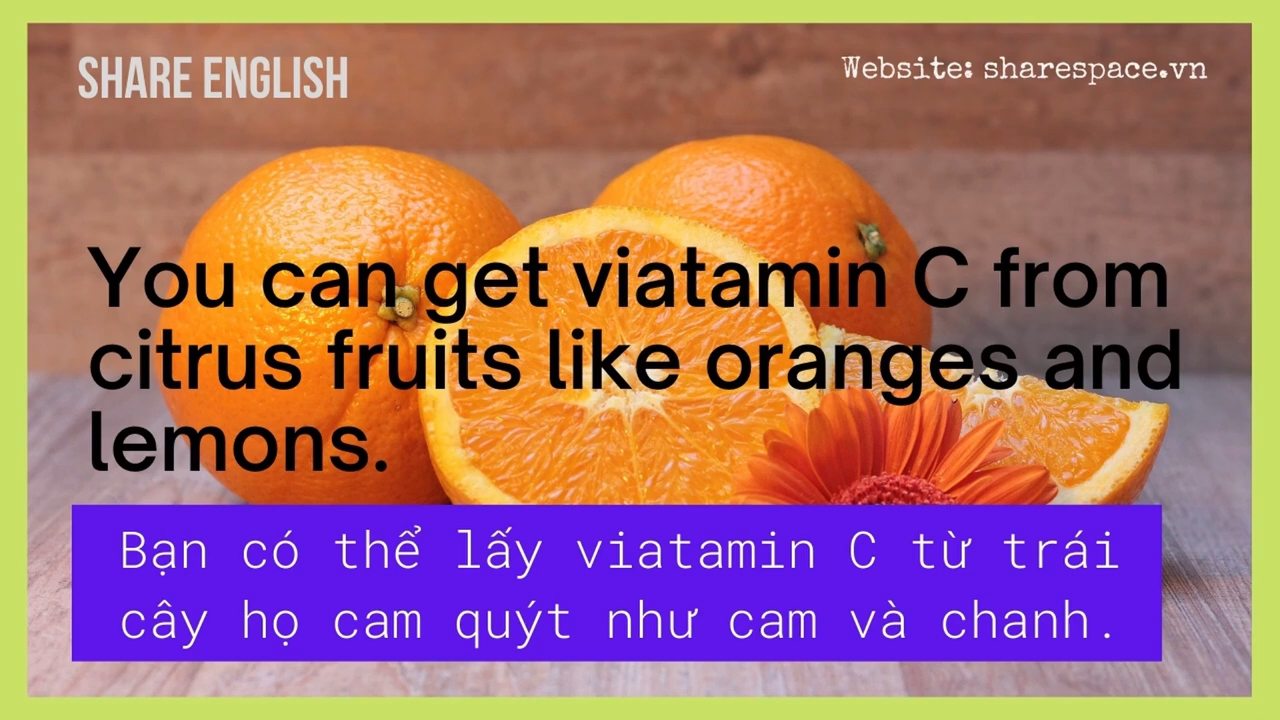 SHARE ENGLISH
Website: sharespace.vn
You can get viatamin C from
citrus fruits like oranges and
lemons.
Bạn có thể lấy viatamin C từ trái
cây họ cam quýt như cam và chanh.